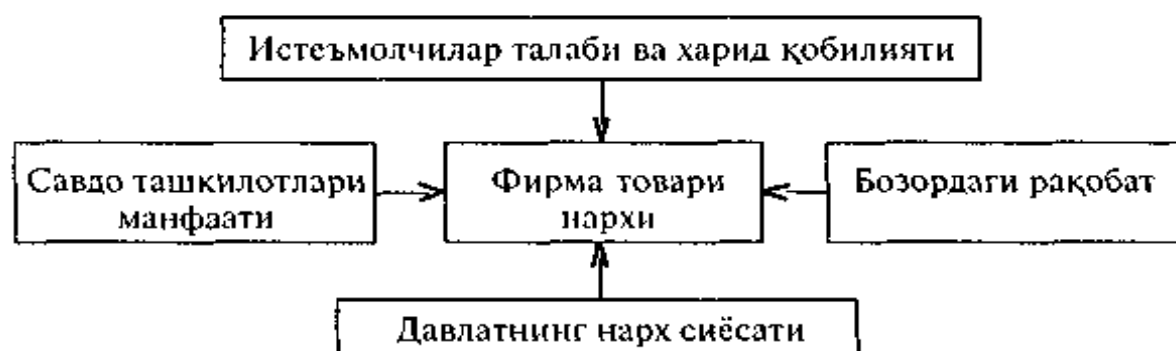 Истеъмолчилар талаби ва харид қобилияти
Савдо ташкилотлари
манфаати
Фирма товари
нархи
Бозордаги рақобат
Давлатнинг нарх сиёсати